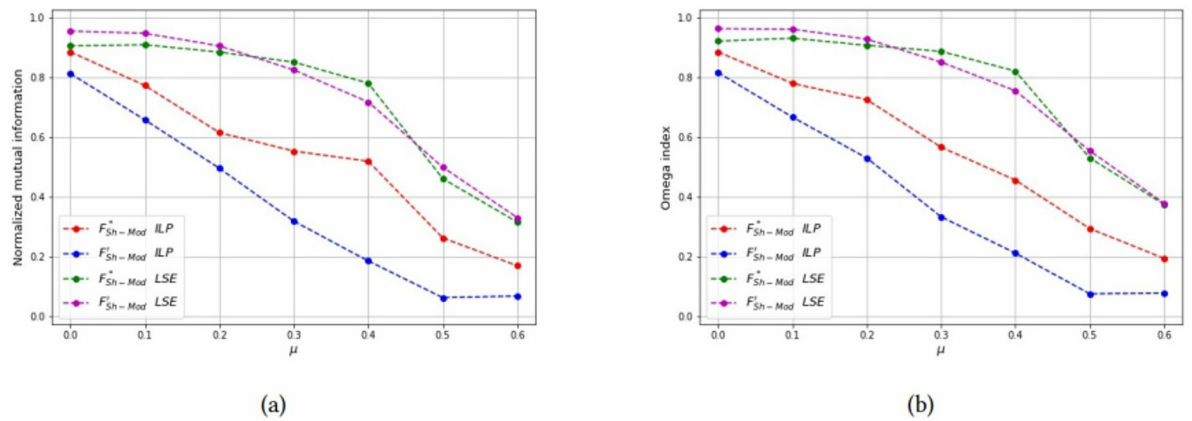 1.0
0.8
0.6
0.4
0.2
0.0
Normalized mutual information
F*Sh−Mod ILP
FrSh−Mod ILP
F*Sh−Mod LSE
FrSh−Mod LSE
0.0 0.1 0.2 0.3 0.4 0.5 0.6
μ
(a)
1.0
0.8
0.6
0.4
0.2
0.0
Omega index
F*Sh−Mod ILP
FrSh−Mod ILP
F*Sh−Mod LSE
FrSh−Mod LSE
0.0 0.1 0.2 0.3 0.4 0.5 0.6
μ
(b)